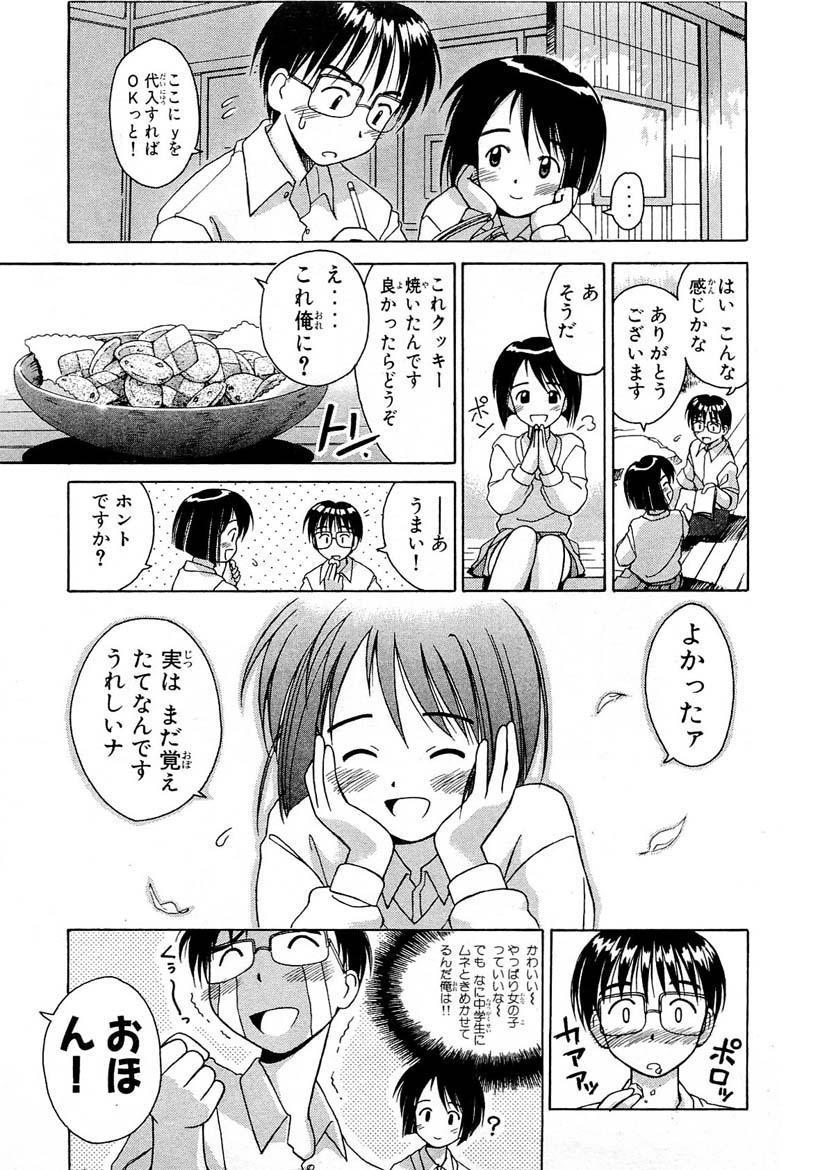 ここにyを
代入すれば
OKっと!
‥‥
はい こんな
感じかな
ありがとう
ございます
あ
そうだ
ポン
これクッキー
焼いたんです
良かったらどうぞ
え‥‥
これ俺に?
トン
──あ
うまい!
ホント
ですか?
よかったァ
実は まだ覚え
たてなんです
うれしいナ
ポロッ
カァァッ
かわいい~
やっぱり女の子
っていいな~
でも なに中学生に
ムネときめかせて
るんだ俺は!!
くぅ~
?
おほ
ん!